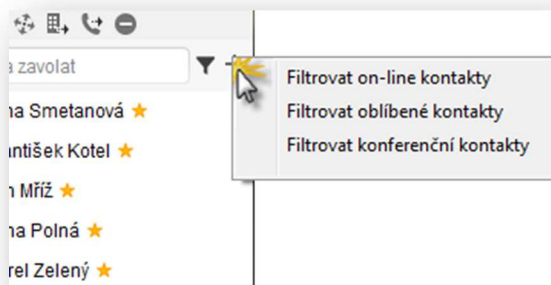 a zavolat
na Smetanová
antišek Kotel
n Mříž
na Polná
rel Zelený
Filtrovat on-line kontakty
Filtrovat oblíbené kontakty
Filtrovat konferenční kontakty